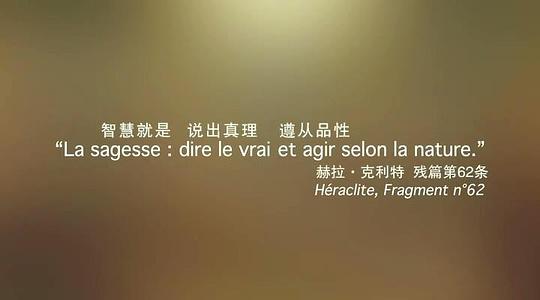 智慧就是 说出真理 遵从品性
“La sagesse : dire le vrai et agir selon la nature.”
赫拉·克利特 残篇第62条
Héraclite, Fragment n°62